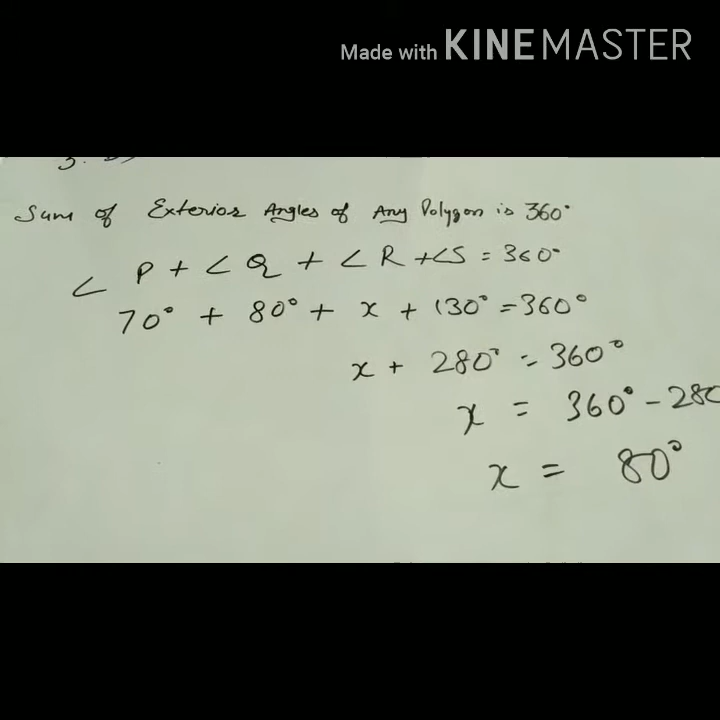 Made with KINEMASTER
Sum of Exterior Angles of Any Polygon is 360°
∠ P + ∠ Q + ∠ R + ∠S = 360°
70° + 80° + x + 130° = 360°
x + 280° = 360°
x = 360° - 280
x = 80°